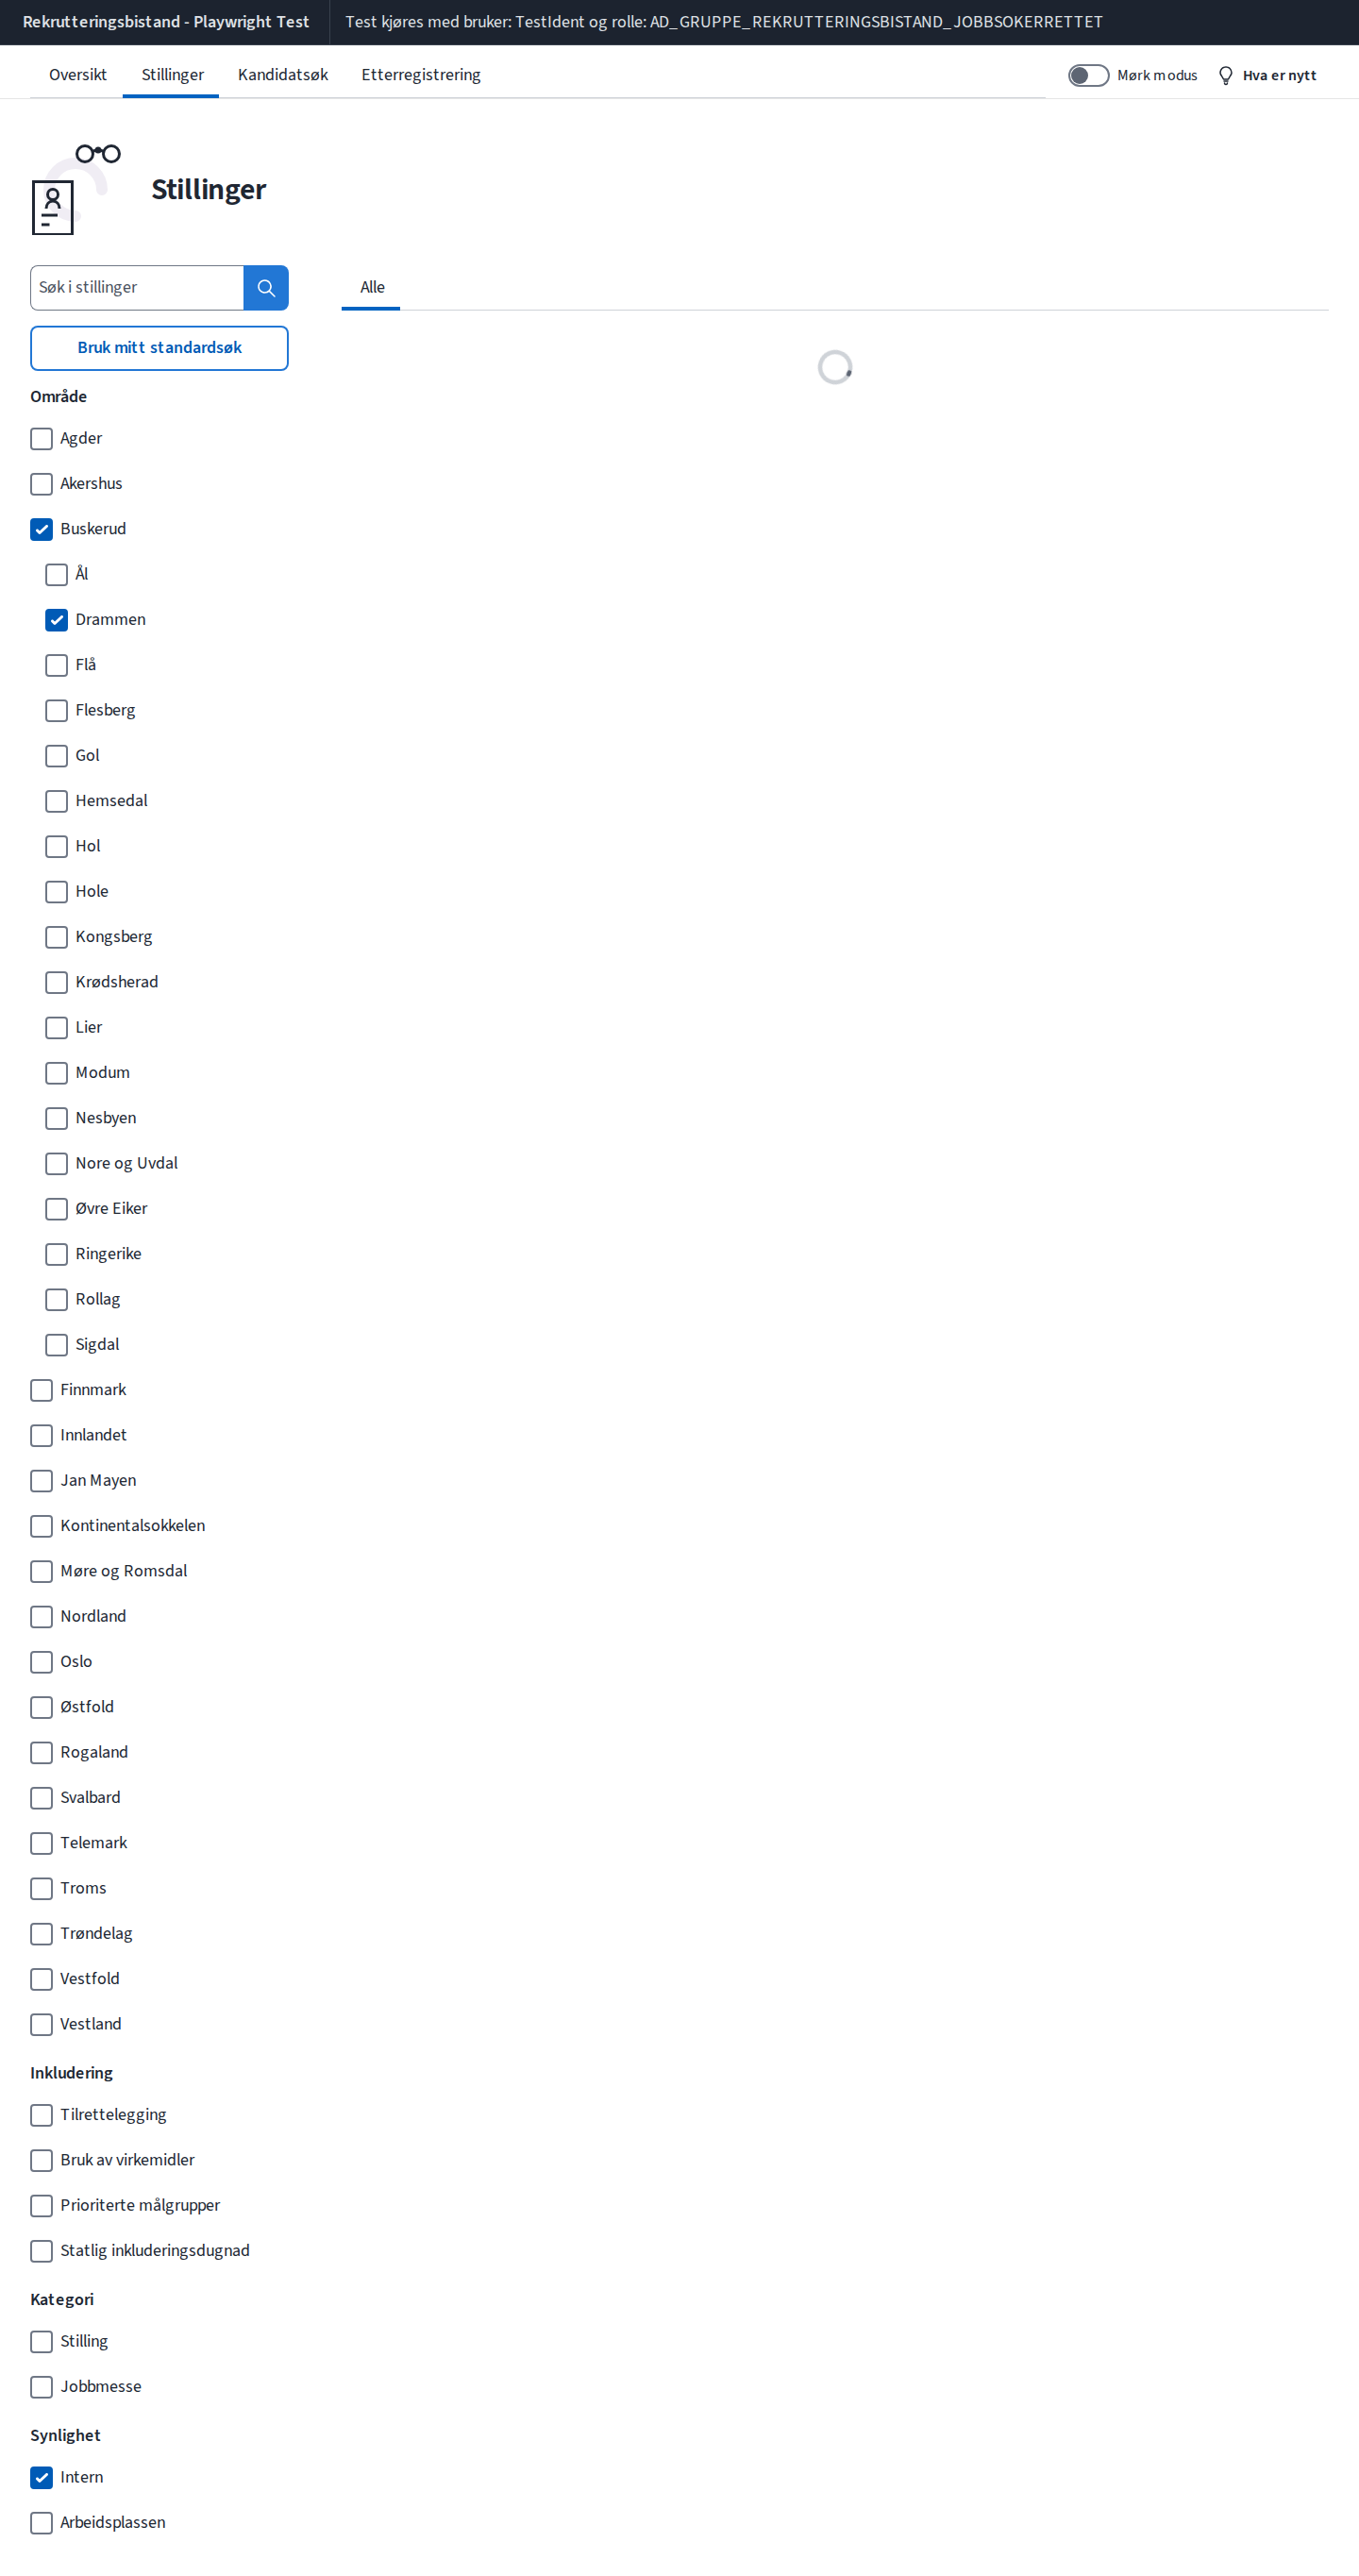 Rekrutteringsbistand - Playwright Test
Test kjøres med bruker: TestIdent og rolle: AD_GRUPPE_REKRUTTERINGSBISTAND_JOBBSOKERRETTET
Oversikt
Stillinger
Kandidatsøk
Etterregistrering
Mørk modus
Hva er nytt
Stillinger
Søk i stillinger
Alle
Bruk mitt standardsøk
Område
Agder
Akershus
Buskerud
Ål
Drammen
Flå
Flesberg
Gol
Hemsedal
Hol
Hole
Kongsberg
Krødsherad
Lier
Modum
Nesbyen
Nore og Uvdal
Øvre Eiker
Ringerike
Rollag
Sigdal
Finnmark
Innlandet
Jan Mayen
Kontinentalsokkelen
Møre og Romsdal
Nordland
Oslo
Østfold
Rogaland
Svalbard
Telemark
Troms
Trøndelag
Vestfold
Vestland
Inkludering
Tilrettelegging
Bruk av virkemidler
Prioriterte målgrupper
Statlig inkluderingsdugnad
Kategori
Stilling
Jobbmesse
Synlighet
Intern
Arbeidsplassen